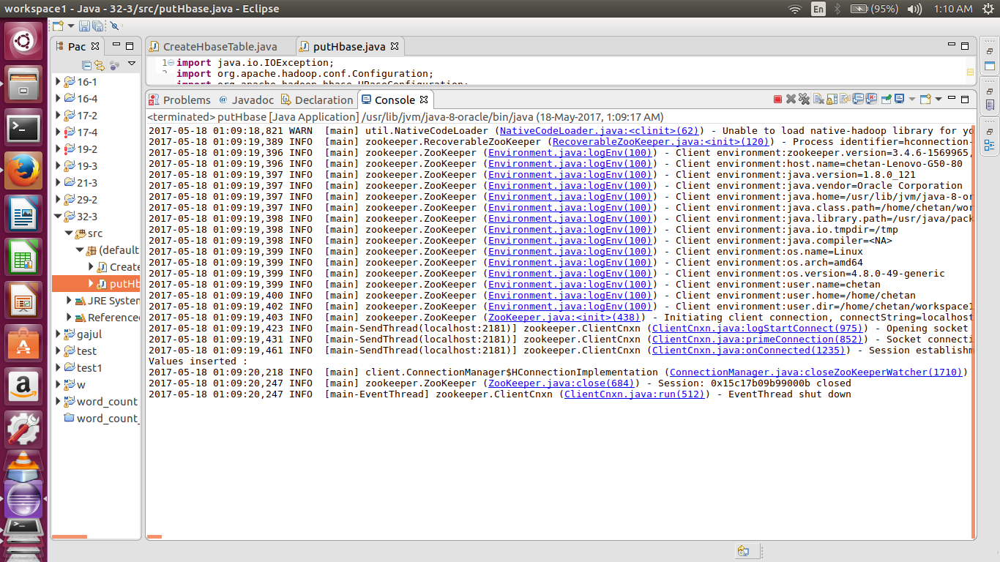 workspace1 - Java - 32-3/src/putHbase.java - Eclipse
En
(95%)
1:10 AM
Pac
CreateHbaseTable.java
putHbase.java
1 import java.io.IOException;
import org.apache.hadoop.conf.Configuration;
import org.apache.hadoop.hbase.HBaseConfiguration;
16-1
16-4
17-2
17-4
19-2
19-3
21-3
29-2
32-3
src
(default
Create
putHb
JRE System
Referenced
gajul
test
test1
w
word_count
word_count_
Problems
Javadoc
Declaration
Console
<terminated> putHbase [Java Application] /usr/lib/jvm/java-8-oracle/bin/java (18-May-2017, 1:09:17 AM)
2017-05-18 01:09:18,821 WARN [main] util.NativeCodeLoader (NativeCodeLoader.java:<clinit>(62)) - Unable to load native-hadoop library for yo
2017-05-18 01:09:19,389 INFO [main] zookeeper.RecoverableZooKeeper (RecoverableZooKeeper.java:<init>(120)) - Process identifier=hconnection-
2017-05-18 01:09:19,396 INFO [main] zookeeper.ZooKeeper (Environment.java:logEnv(100)) - Client environment:zookeeper.version=3.4.6-1569965,
2017-05-18 01:09:19,396 INFO [main] zookeeper.ZooKeeper (Environment.java:logEnv(100)) - Client environment:host.name=chetan-Lenovo-G50-80
2017-05-18 01:09:19,397 INFO [main] zookeeper.ZooKeeper (Environment.java:logEnv(100)) - Client environment:java.version=1.8.0_121
2017-05-18 01:09:19,397 INFO [main] zookeeper.ZooKeeper (Environment.java:logEnv(100)) - Client environment:java.vendor=Oracle Corporation
2017-05-18 01:09:19,397 INFO [main] zookeeper.ZooKeeper (Environment.java:logEnv(100)) - Client environment:java.home=/usr/lib/jvm/java-8-or
2017-05-18 01:09:19,397 INFO [main] zookeeper.ZooKeeper (Environment.java:logEnv(100)) - Client environment:java.class.path=/home/chetan/wor
2017-05-18 01:09:19,398 INFO [main] zookeeper.ZooKeeper (Environment.java:logEnv(100)) - Client environment:java.library.path=/usr/java/pack
2017-05-18 01:09:19,398 INFO [main] zookeeper.ZooKeeper (Environment.java:logEnv(100)) - Client environment:java.io.tmpdir=/tmp
2017-05-18 01:09:19,398 INFO [main] zookeeper.ZooKeeper (Environment.java:logEnv(100)) - Client environment:java.compiler=<NA>
2017-05-18 01:09:19,399 INFO [main] zookeeper.ZooKeeper (Environment.java:logEnv(100)) - Client environment:os.name=Linux
2017-05-18 01:09:19,399 INFO [main] zookeeper.ZooKeeper (Environment.java:logEnv(100)) - Client environment:os.arch=amd64
2017-05-18 01:09:19,399 INFO [main] zookeeper.ZooKeeper (Environment.java:logEnv(100)) - Client environment:os.version=4.8.0-49-generic
2017-05-18 01:09:19,399 INFO [main] zookeeper.ZooKeeper (Environment.java:logEnv(100)) - Client environment:user.name=chetan
2017-05-18 01:09:19,400 INFO [main] zookeeper.ZooKeeper (Environment.java:logEnv(100)) - Client environment:user.home=/home/chetan
2017-05-18 01:09:19,402 INFO [main] zookeeper.ZooKeeper (Environment.java:logEnv(100)) - Client environment:user.dir=/home/chetan/workspace1
2017-05-18 01:09:19,403 INFO [main] zookeeper.ZooKeeper (ZooKeeper.java:<init>(438)) - Initiating client connection, connectString=localhost
2017-05-18 01:09:19,423 INFO [main-SendThread(localhost:2181)] zookeeper.ClientCnxn (ClientCnxn.java:logStartConnect(975)) - Opening socket
2017-05-18 01:09:19,431 INFO [main-SendThread(localhost:2181)] zookeeper.ClientCnxn (ClientCnxn.java:primeConnection(852)) - Socket connecti
2017-05-18 01:09:19,461 INFO [main-SendThread(localhost:2181)] zookeeper.ClientCnxn (ClientCnxn.java:onConnected(1235)) - Session establishm
Values inserted :
2017-05-18 01:09:20,218 INFO [main] client.ConnectionManager$HConnectionImplementation (ConnectionManager.java:closeZooKeeperWatcher(1710))
2017-05-18 01:09:20,247 INFO [main] zookeeper.ZooKeeper (ZooKeeper.java:close(684)) - Session: 0x15c17b09b99000b closed
2017-05-18 01:09:20,247 INFO [main-EventThread] zookeeper.ClientCnxn (ClientCnxn.java:run(512)) - EventThread shut down